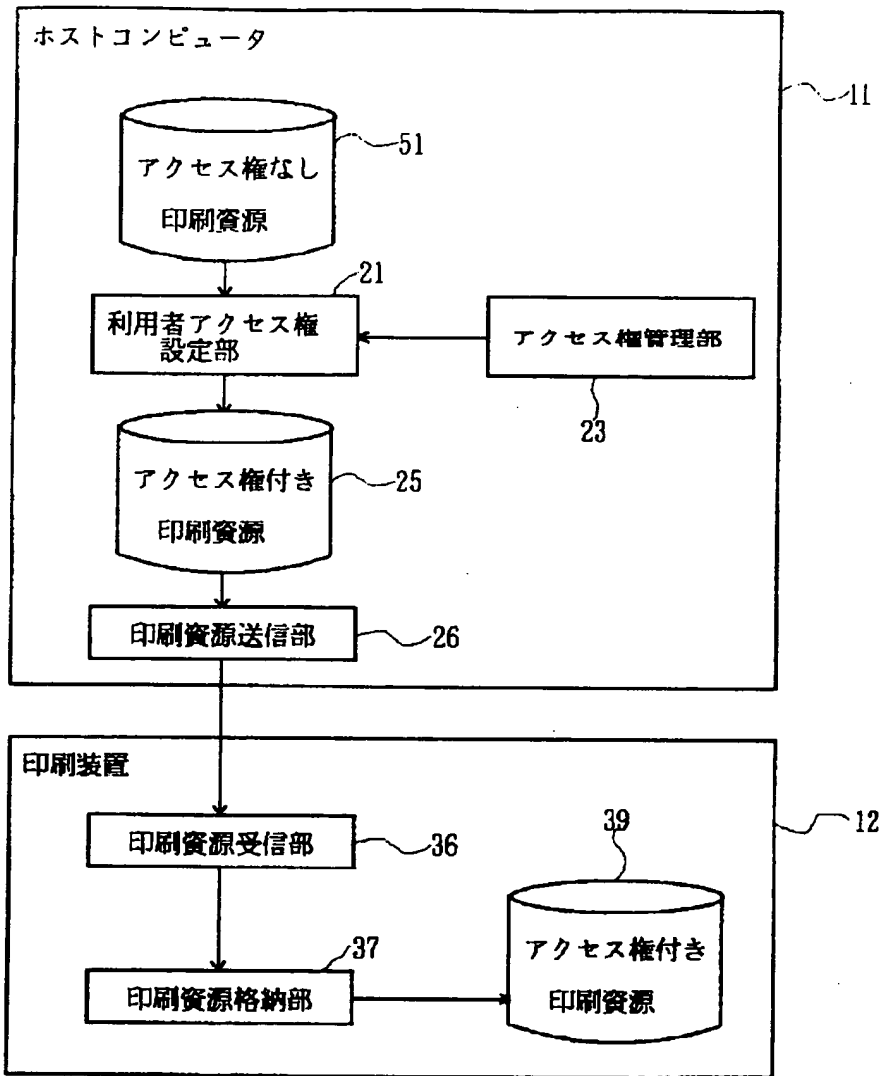 ホストコンピュータ
11
アクセス権なし
印刷資源
51
21
利用者アクセス権
設定部
アクセス権管理部
23
アクセス権付き
印刷資源
25
印刷資源送信部
26
印刷装置
12
印刷資源受信部
36
39
37
印刷資源格納部
アクセス権付き
印刷資源